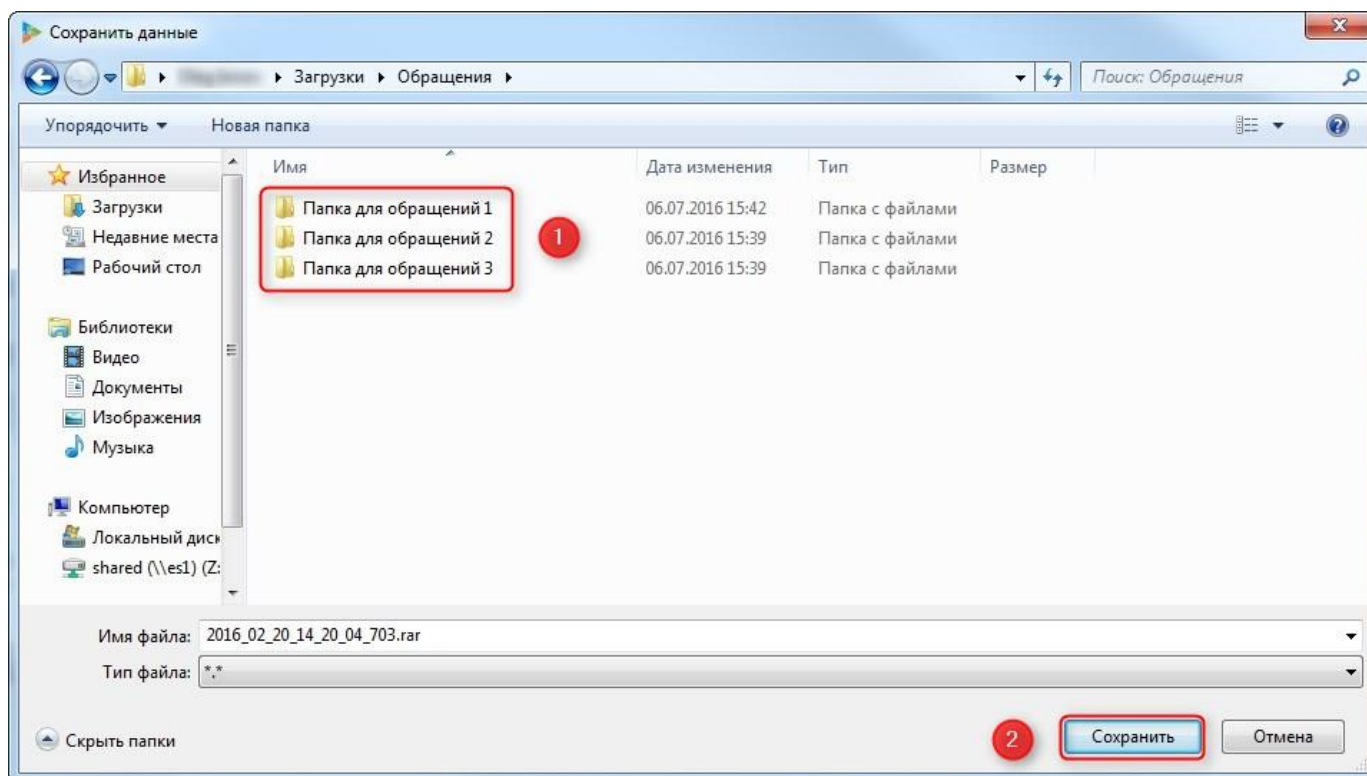 Сохранить данные
Загрузки Обращения
Поиск: Обращения
Упорядочить Новая папка
Имя Дата изменения Тип Размер
Избранное
Загрузки
Недавние места
Рабочий стол
Библиотеки
Видео
Документы
Изображения
Музыка
Компьютер
Локальный диск
shared (\\es1) (Z:
Папка для обращений 1 06.07.2016 15:42 Папка с файлами
Папка для обращений 2 06.07.2016 15:39 Папка с файлами
Папка для обращений 3 06.07.2016 15:39 Папка с файлами
1
Имя файла: 2016_02_20_14_20_04_703.rar
Тип файла: *.*
Скрыть папки
2
Сохранить Отмена